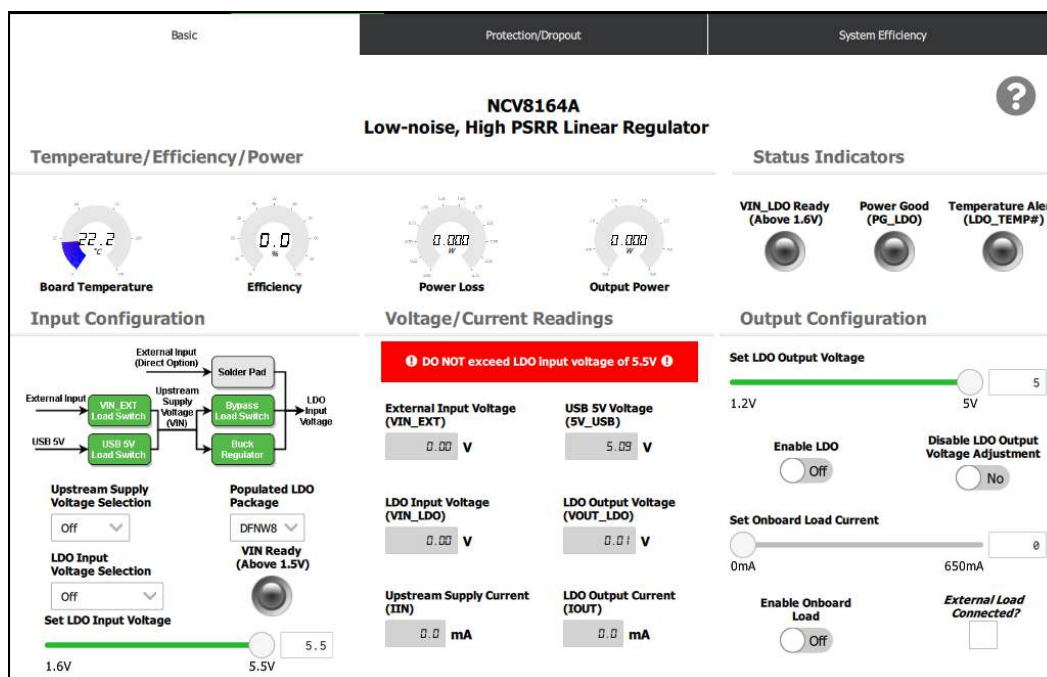 Basic
Protection/Dropout
System Efficiency
NCV8164A
Low-noise, High PSRR Linear Regulator
?
Temperature/Efficiency/Power
22.2
°C
Board Temperature
0.0
%
Efficiency
0.000
W
Power Loss
0.000
W
Output Power
Status Indicators
VIN_LDO Ready
(Above 1.6V)
Power Good
(PG_LDO)
Temperature Ale
(LDO_TEMP#)
Input Configuration
External Input
(Direct Option)
Solder Pad
External Input
VIN_EXT
Load Switch
Upstream
Supply
Voltage
(VIN)
Bypass
Load Switch
LDO
Input
Voltage
USB 5V
USB 5V
Load Switch
Buck
Regulator
Upstream Supply
Voltage Selection
Off
Populated LDO
Package
DFNW8
LDO Input
Voltage Selection
Off
VIN Ready
(Above 1.5V)
Set LDO Input Voltage
5.5
1.6V
5.5V
Voltage/Current Readings
DO NOT exceed LDO input voltage of 5.5V
External Input Voltage
(VIN_EXT)
0.00 V
USB 5V Voltage
(5V_USB)
5.09 V
LDO Input Voltage
(VIN_LDO)
0.00 V
LDO Output Voltage
(VOUT_LDO)
0.01 V
Upstream Supply Current
(IIN)
0.0 mA
LDO Output Current
(IOUT)
0.0 mA
Output Configuration
Set LDO Output Voltage
5
1.2V
5V
Enable LDO
Off
Disable LDO Output
Voltage Adjustment
No
Set Onboard Load Current
0
0mA
650mA
Enable Onboard
Load
Off
External Load
Connected?